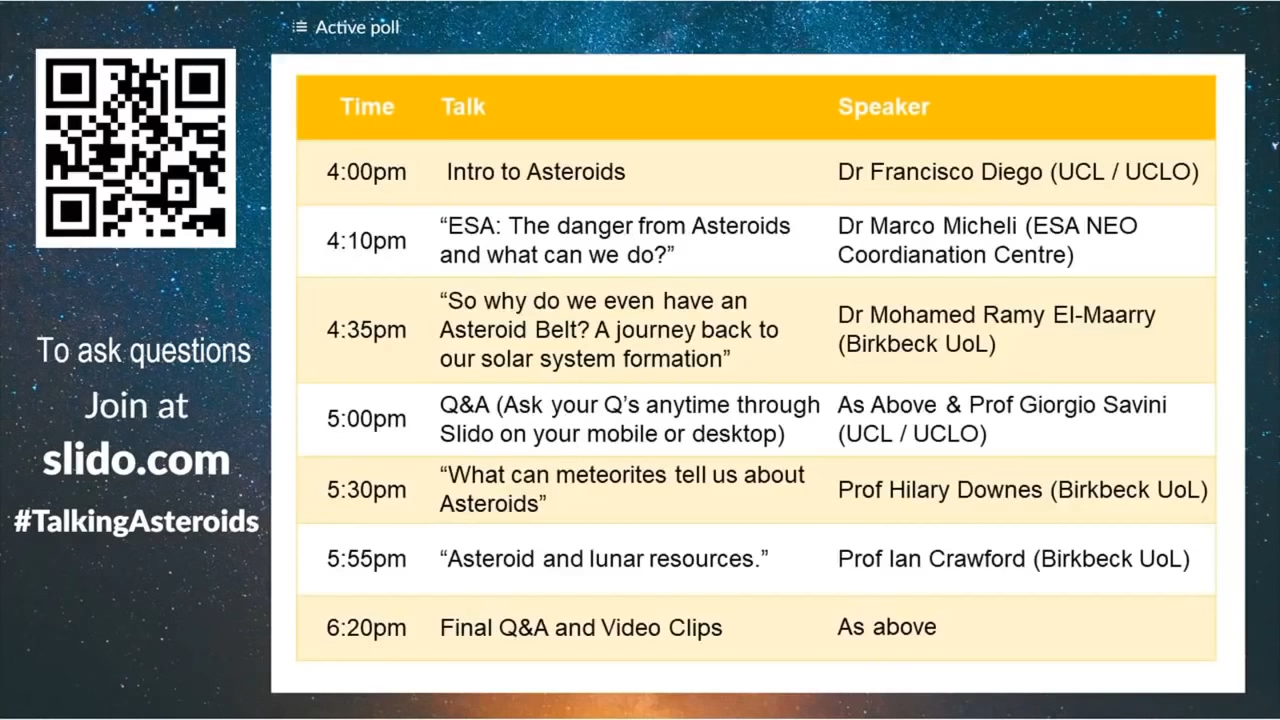 Active poll
To ask questions
Join at
slido.com
#TalkingAsteroids
Time Talk Speaker
4:00pm Intro to Asteroids Dr Francisco Diego (UCL / UCLO)
4:10pm “ESA: The danger from Asteroids
and what can we do?” Dr Marco Micheli (ESA NEO
Coordianation Centre)
4:35pm “So why do we even have an
Asteroid Belt? A journey back to
our solar system formation” Dr Mohamed Ramy El-Maarry
(Birkbeck UoL)
5:00pm Q&A (Ask your Q’s anytime through
Slido on your mobile or desktop) As Above & Prof Giorgio Savini
(UCL / UCLO)
5:30pm “What can meteorites tell us about
Asteroids” Prof Hilary Downes (Birkbeck UoL)
5:55pm “Asteroid and lunar resources.” Prof Ian Crawford (Birkbeck UoL)
6:20pm Final Q&A and Video Clips As above